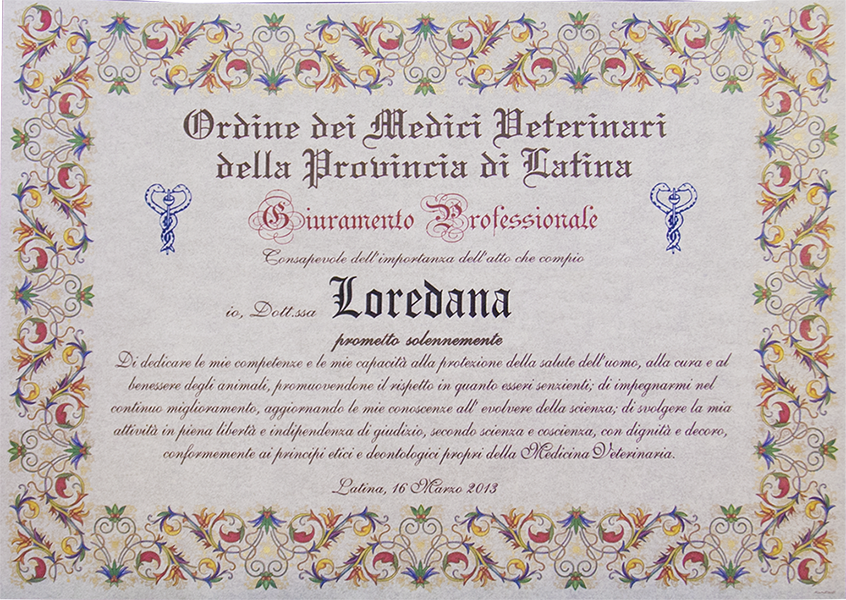 Ordine dei Medici Veterinari
della Provincia di Latina
Giuramento Professionale
Consapevole dell'importanza dell'atto che compio
io, Dott.ssa Loredana
prometto solennemente
Di dedicare le mie competenze e le mie capacità alla protezione della salute dell'uomo, alla cura e al
benessere degli animali, promuovendone il rispetto in quanto esseri senzienti; di impegnarmi nel
continuo miglioramento, aggiornando le mie conoscenze all' evolvere della scienza; di svolgere la mia
attività in piena libertà e indipendenza di giudizio, secondo scienza e coscienza, con dignità e decoro,
conformemente ai principi etici e deontologici propri della Medicina Veterinaria.
Latina, 16 Marzo 2013